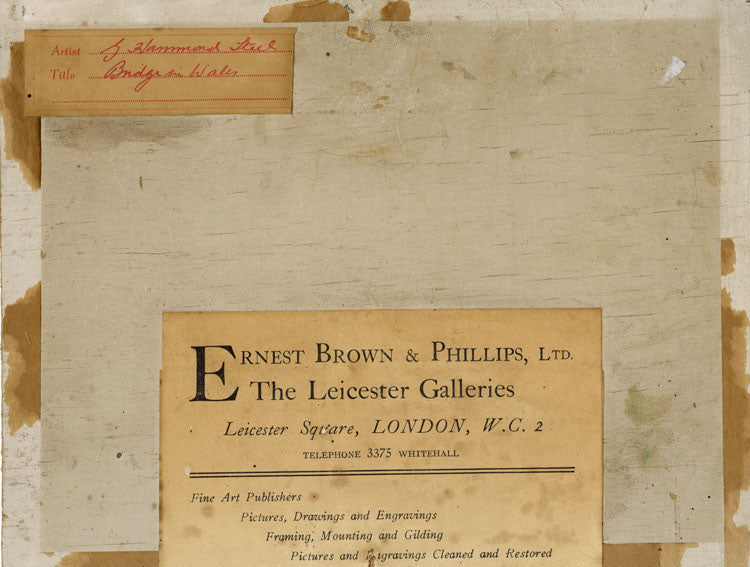 Artist G Hammond Steel
Title Bridge in Wales
ERNEST BROWN & PHILLIPS, LTD.
The Leicester Galleries
Leicester Square, LONDON, W.C. 2
TELEPHONE 3375 WHITEHALL
Fine Art Publishers
Pictures, Drawings and Engravings
Framing, Mounting and Gilding
Pictures and Engravings Cleaned and Restored